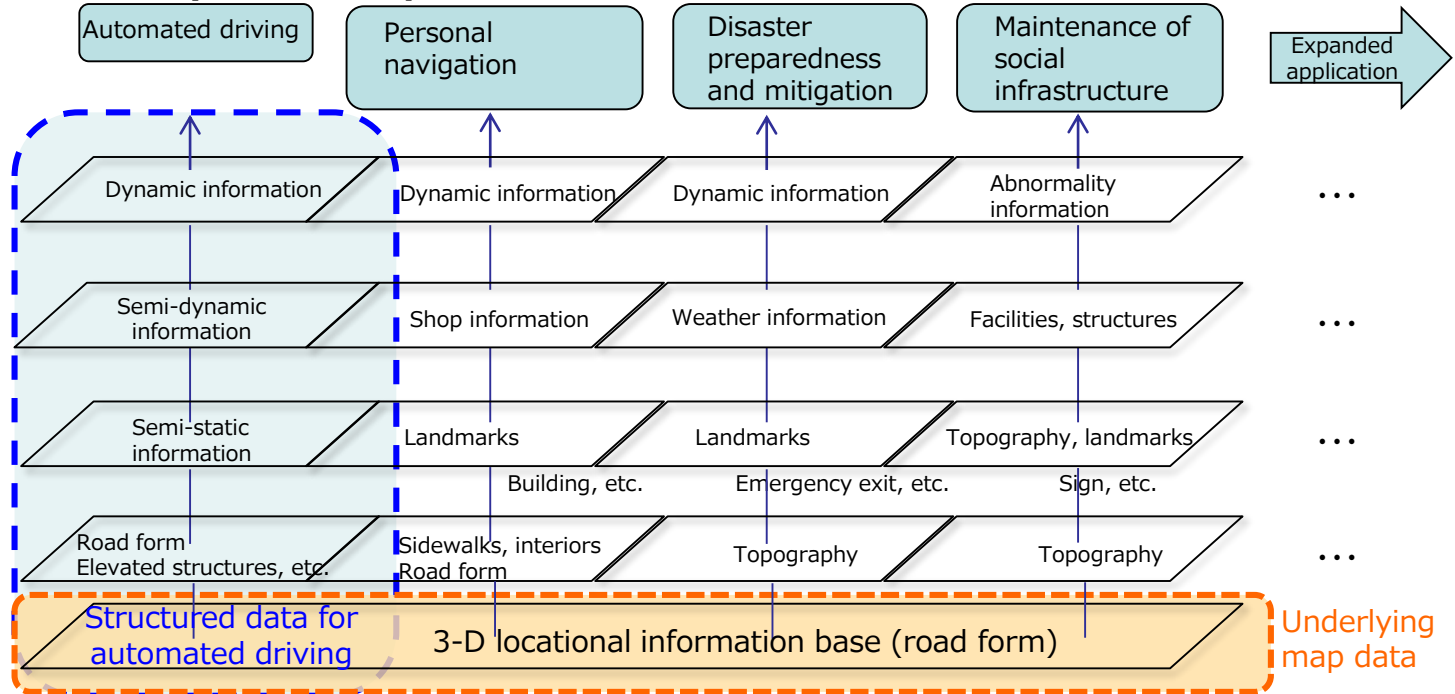 Automated driving
Personal
navigation
Disaster
preparedness
and mitigation
Maintenance of
social
infrastructure
Expanded
application
Dynamic information
Dynamic information
Dynamic information
Abnormality
information
...
Semi-dynamic
information
Shop information
Weather information
Facilities, structures
...
Semi-static
information
Landmarks
Landmarks
Topography, landmarks
...
Building, etc.
Emergency exit, etc.
Sign, etc.
Road form
Elevated structures, etc.
Sidewalks, interiors
Road form
Topography
Topography
...
Structured data for
automated driving
3-D locational information base (road form)
Underlying
map data